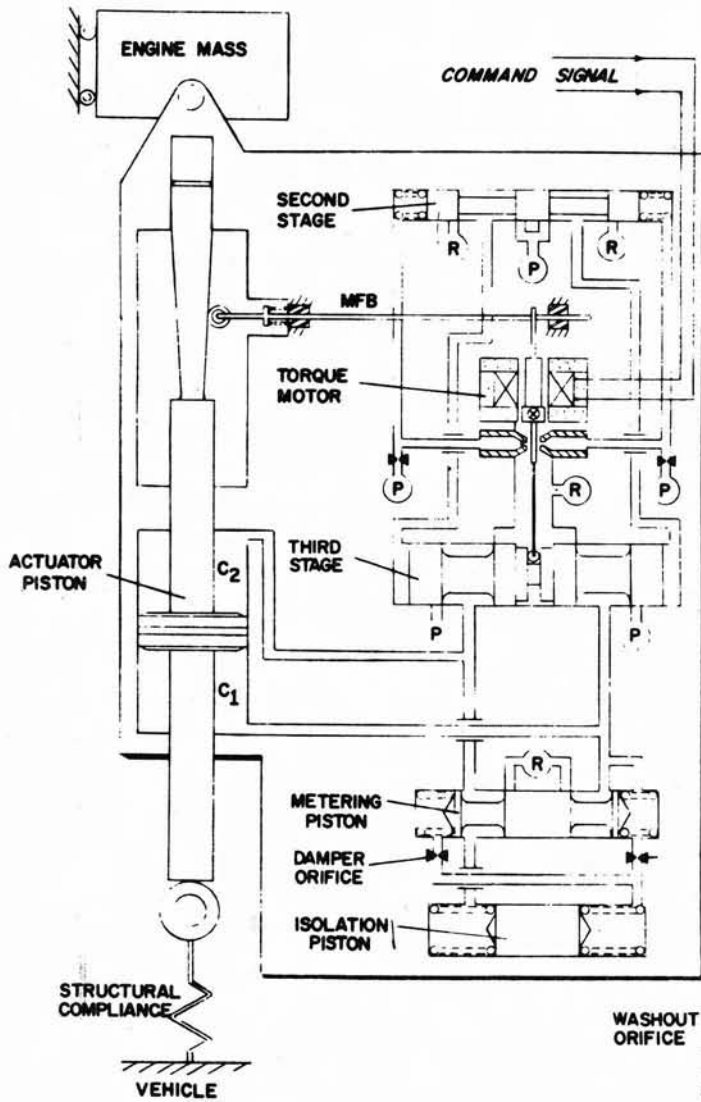 ENGINE MASS
COMMAND SIGNAL
SECOND
STAGE
R
R
P
MFB
TORQUE
MOTOR
P
P
R
THIRD
STAGE
ACTUATOR
PISTON
C2
P
P
C1
R
METERING
PISTON
DAMPER
ORIFICE
ISOLATION
PISTON
STRUCTURAL
COMPLIANCE
WASHOUT
ORIFICE
VEHICLE